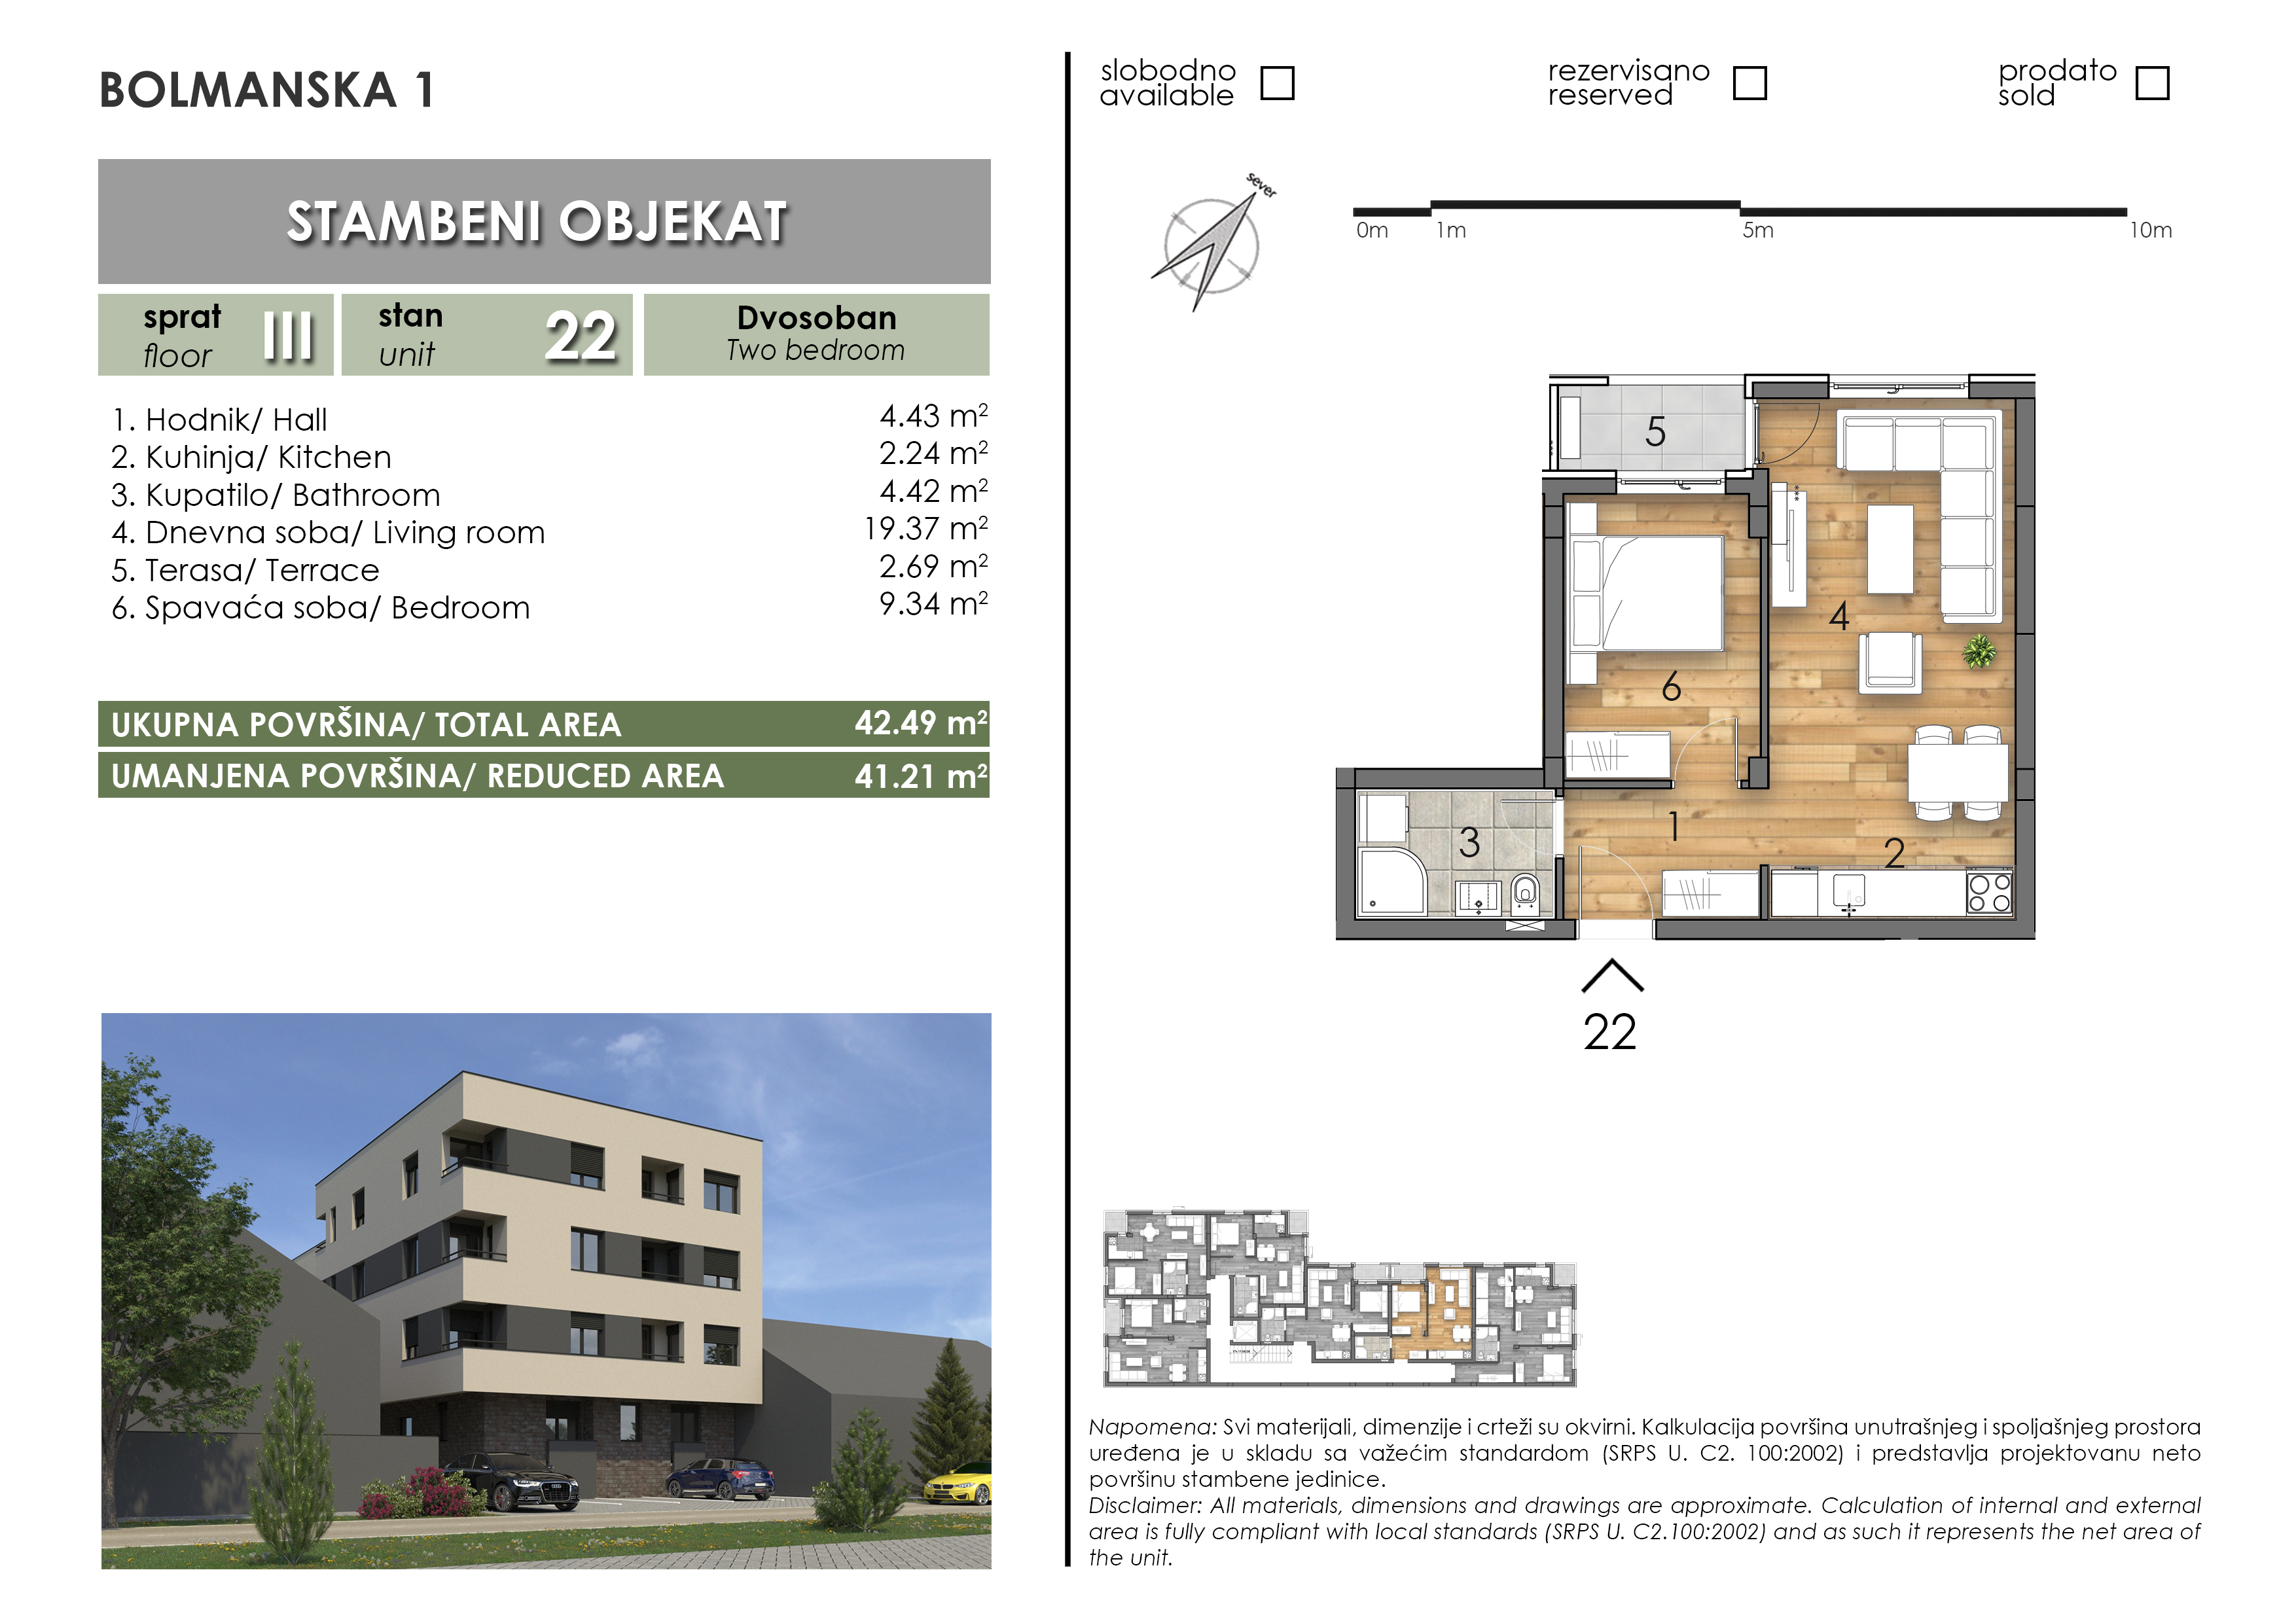 BOLMANSKA 1
STAMBENI OBJEKAT
sprat
floor
III
stan
unit
22
Dvosoban
Two bedroom
1. Hodnik/ Hall 4.43 m²
2. Kuhinja/ Kitchen 2.24 m²
3. Kupatilo/ Bathroom 4.42 m²
4. Dnevna soba/ Living room 19.37 m²
5. Terasa/ Terrace 2.69 m²
6. Spavaća soba/ Bedroom 9.34 m²
UKUPNA POVRŠINA/ TOTAL AREA 42.49 m²
UMANJENA POVRŠINA/ REDUCED AREA 41.21 m²
slobodno
available
rezervisano
reserved
prodato
sold
sever
0m 1m 5m 10m
5
4
6
1
3
2
22
Napomena: Svi materijali, dimenzije i crteži su okvirni. Kalkulacija površina unutrašnjeg i spoljašnjeg prostora
uređena je u skladu sa važećim standardom (SRPS U. C2. 100:2002) i predstavlja projektovanu neto
površinu stambene jedinice.
Disclaimer: All materials, dimensions and drawings are approximate. Calculation of internal and external
area is fully compliant with local standards (SRPS U. C2.100:2002) and as such it represents the net area of
the unit.